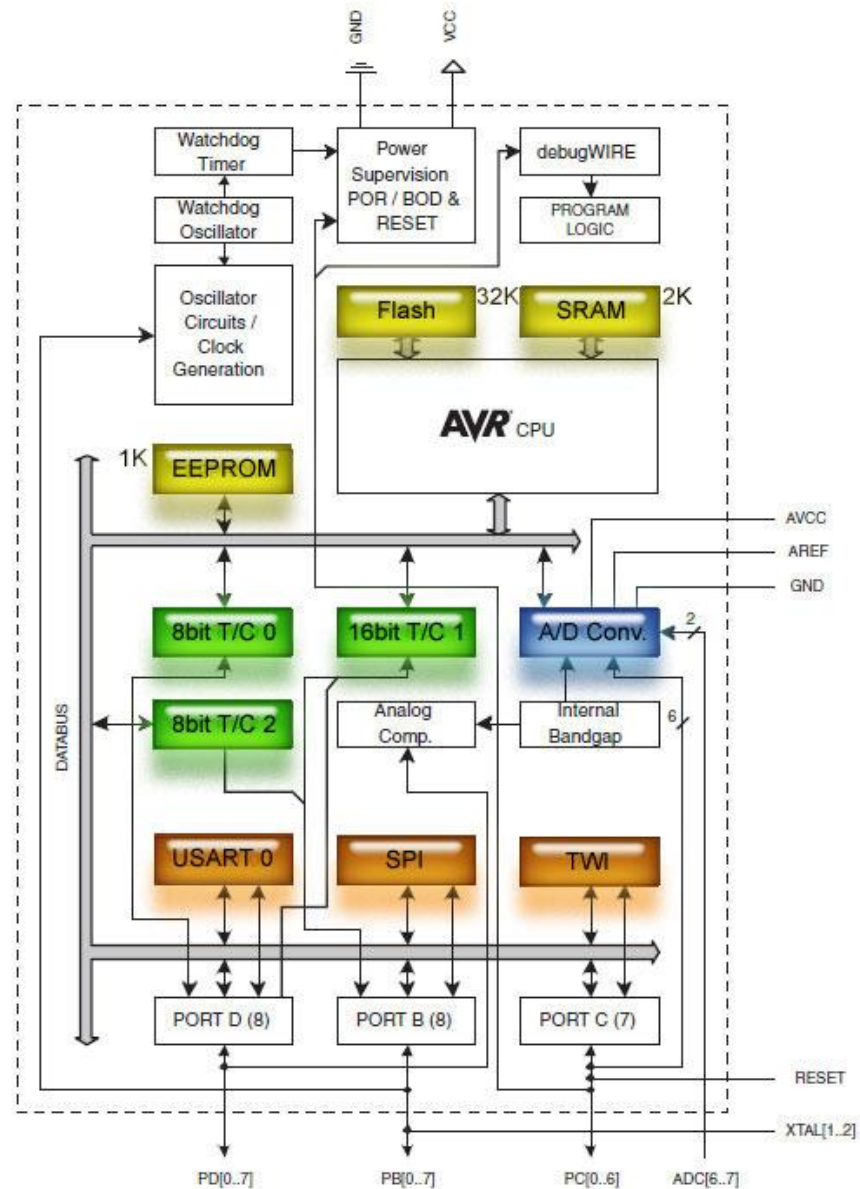 GND
VCC
Watchdog
Timer
Power
Supervision
POR / BOD &
RESET
debugWIRE
Watchdog
Oscillator
PROGRAM
LOGIC
Oscillator
Circuits /
Clock
Generation
Flash
32K
SRAM
2K
AVR CPU
1K
EEPROM
AVCC
AREF
GND
8bit T/C 0
16bit T/C 1
A/D Conv.
2
8bit T/C 2
Analog
Comp.
Internal
Bandgap
6
DATABUS
USART 0
SPI
TWI
PORT D (8)
PORT B (8)
PORT C (7)
RESET
XTAL[1..2]
PD[0..7]
PB[0..7]
PC[0..6]
ADC[6..7]